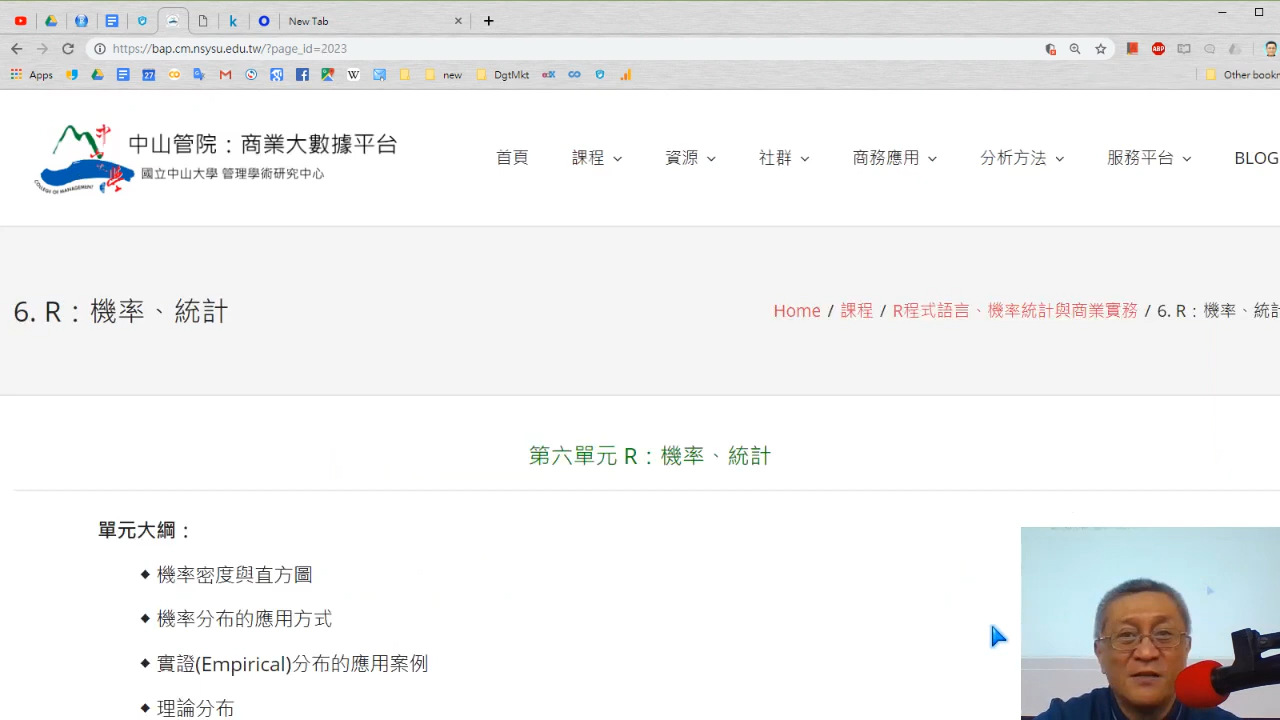 New Tab
https://bap.cm.nsysu.edu.tw/?page_id=2023
ABP
Apps
27
new
DgtMkt
Other bookm
中山管院：商業大數據平台
國立中山大學 管理學術研究中心
COLLEGE OF MANAGEMENT
首頁
課程
資源
社群
商務應用
分析方法
服務平台
BLOG
6. R：機率、統計
Home / 課程 / R程式語言、機率統計與商業實務 / 6. R：機率、統計
第六單元 R：機率、統計
單元大綱：
◆ 機率密度與直方圖
◆ 機率分布的應用方式
◆ 實證(Empirical)分布的應用案例
◆ 理論分布